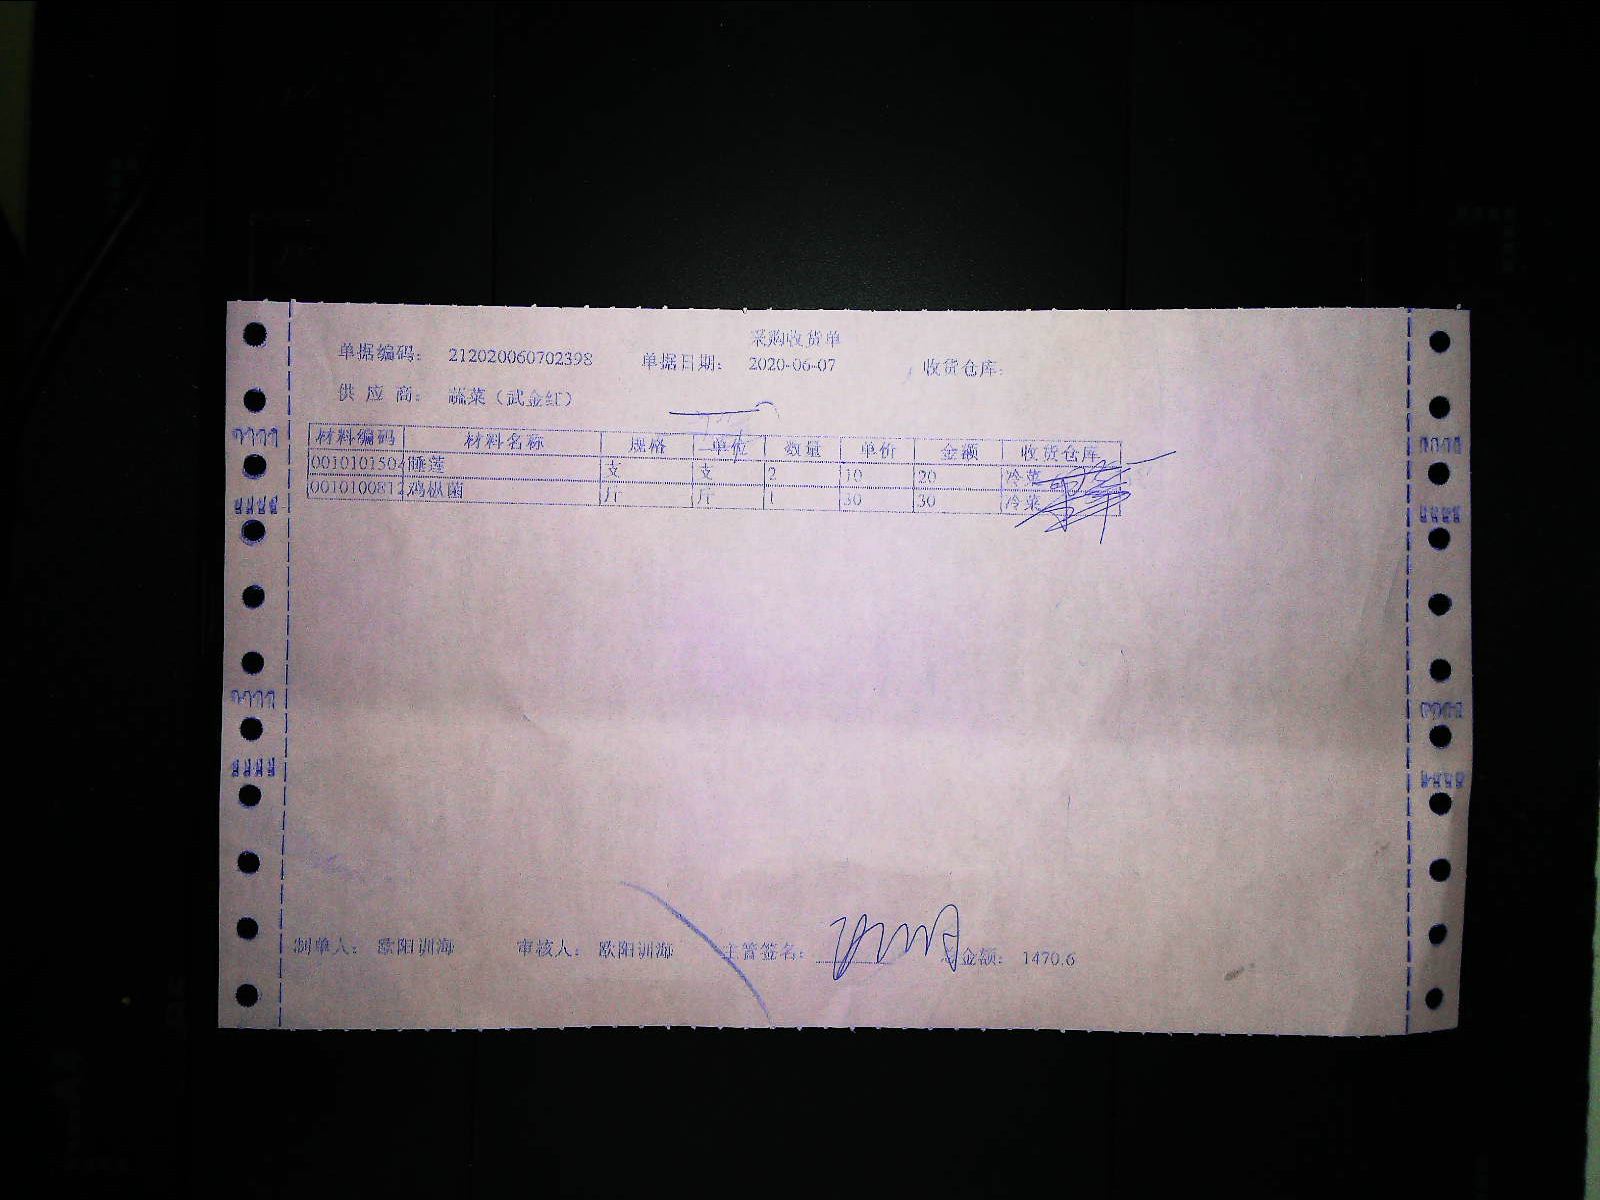 采购收货单
单据编码： 212020060702398 单据日期： 2020-06-07 收货仓库:
供 应 商： 蔬菜（武金红）
材料编码 材料名称 规格 单位 数量 单价 金额 收货仓库
0010101504 睡莲 支 支 2 10 20 冷菜
0010100812 鸡枞菌 斤 斤 1 30 30 冷菜
制单人： 欧阳训海 审核人： 欧阳训海 主管签名： 总金额： 1470.6